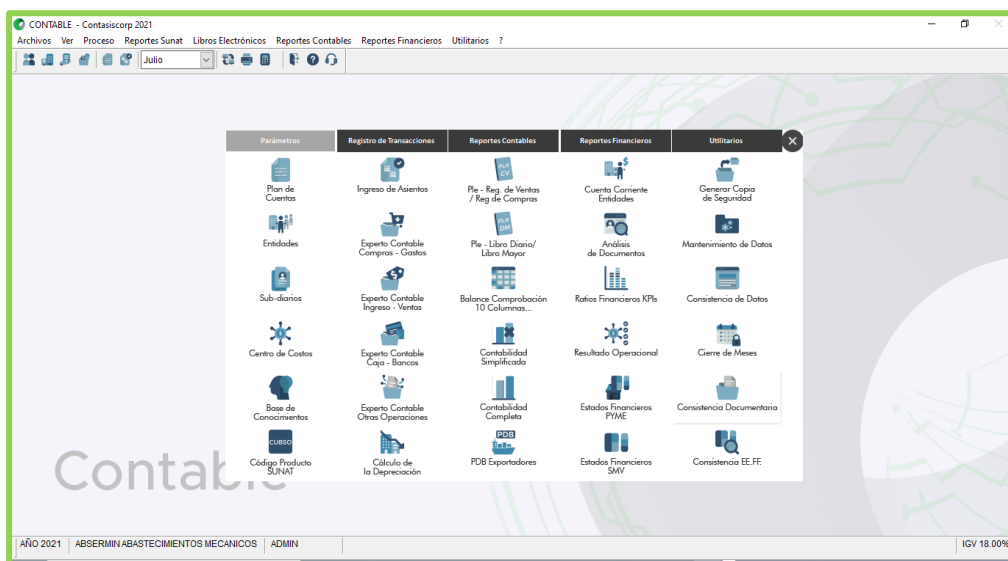 CONTABLE - Contasiscorp 2021
Archivos Ver Proceso Reportes Sunat Libros Electrónicos Reportes Contables Reportes Financieros Utilitarios ?
Julio
Parámetros Registro de Transacciones Reportes Contables Reportes Financieros Utilitarios
Plan de
Cuentas
Ingreso de Asientos
PLE
CV
Ple - Reg. de Ventas
/ Reg de Compras
Cuenta Corriente
Entidades
Generar Copia
de Seguridad
Entidades
Experto Contable
Compras - Gastos
PLE
DM
Ple - Libro Diario/
Libro Mayor
Análisis
de Documentos
Mantenimiento de Datos
Sub-diarios
Experto Contable
Ingreso - Ventas
Balance Comprobación
10 Columnas...
Ratios Financieros KPIs
Consistencia de Datos
Centro de Costos
Experto Contable
Caja - Bancos
Contabilidad
Simplificada
Resultado Operacional
Cierre de Meses
Base de
Conocimientos
Experto Contable
Otras Operaciones
Contabilidad
Completa
Estados Financieros
PYME
Consistencia Documentaria
CUBSO
Código Producto
SUNAT
Cálculo de
la Depreciación
PDB
PDB Exportadores
Estados Financieros
SMV
Consistencia EE.FF.
Contable
AÑO 2021 ABSERMIN ABASTECIMIENTOS MECANICOS ADMIN IGV 18.00%